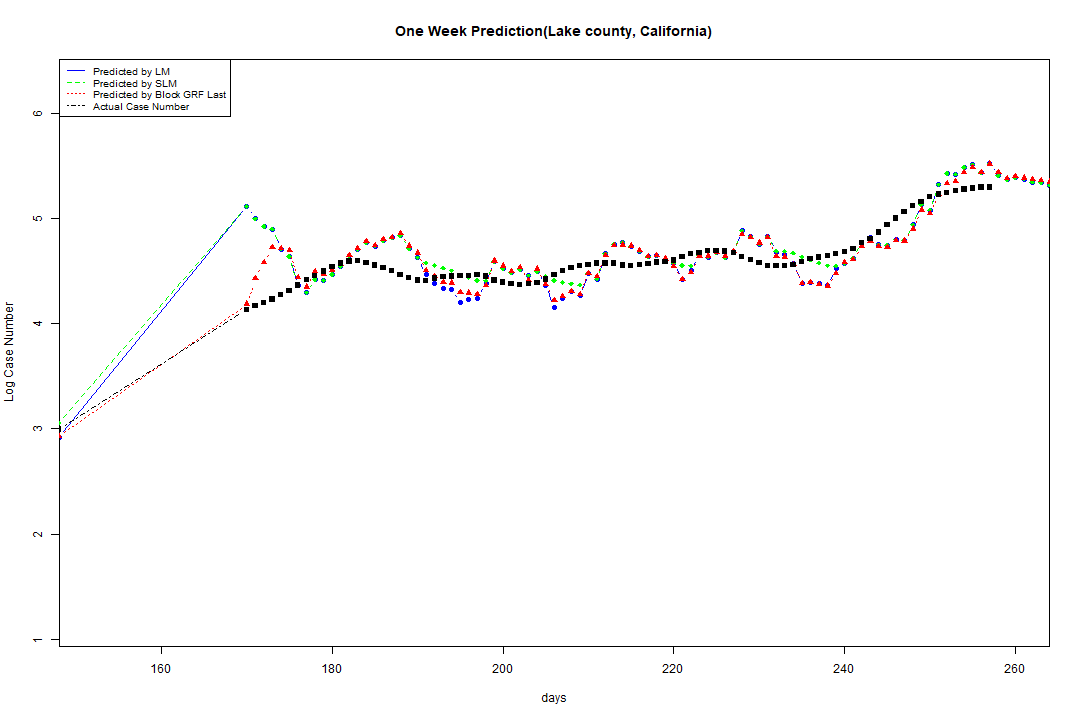 One Week Prediction(Lake county, California)
Predicted by LM
Predicted by SLM
Predicted by Block GRF Last
Actual Case Number
6
5
4
3
2
1
Log Case Number
160 180 200 220 240 260
days